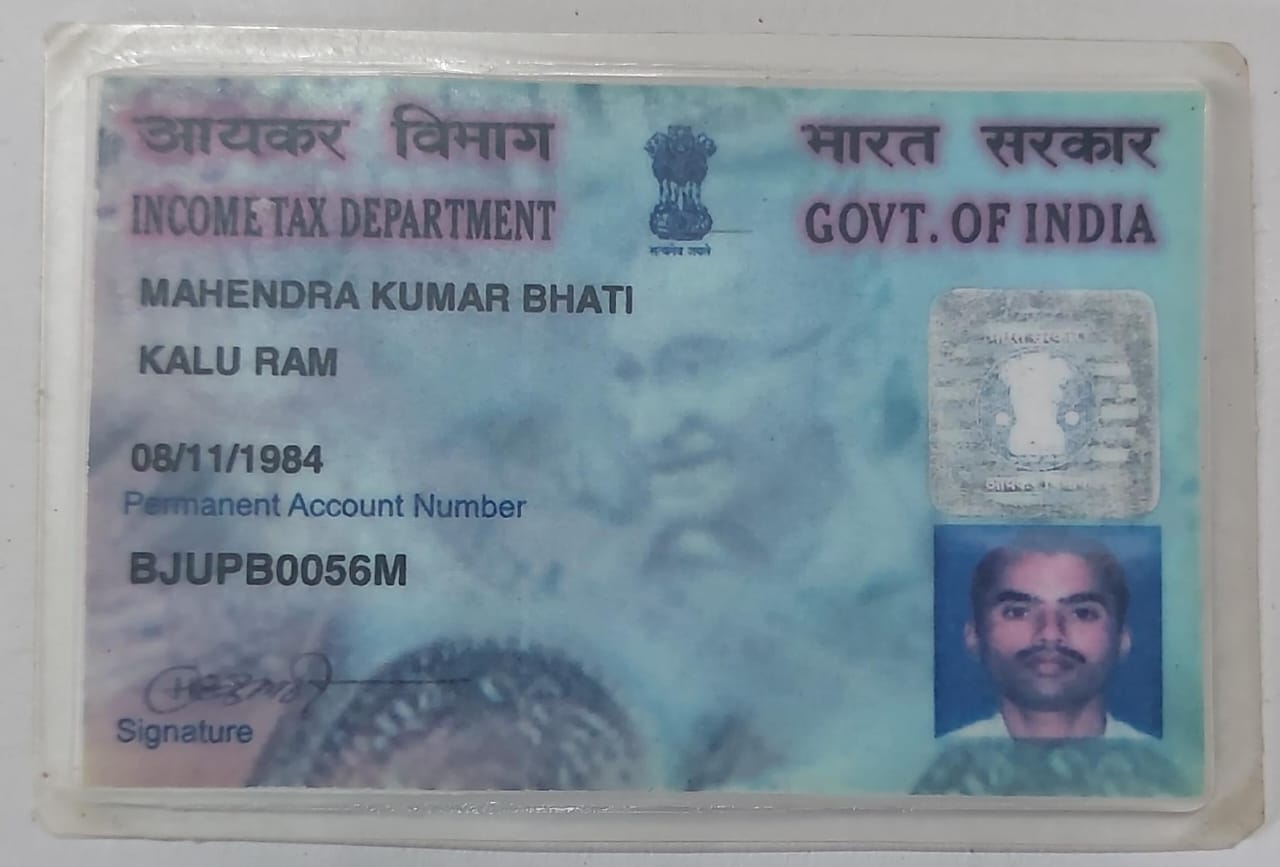 आयकर विभाग
INCOME TAX DEPARTMENT
भारत सरकार
GOVT. OF INDIA
सत्यमेव जयते
MAHENDRA KUMAR BHATI
KALU RAM
08/11/1984
Permanent Account Number
BJUPB0056M
Signature